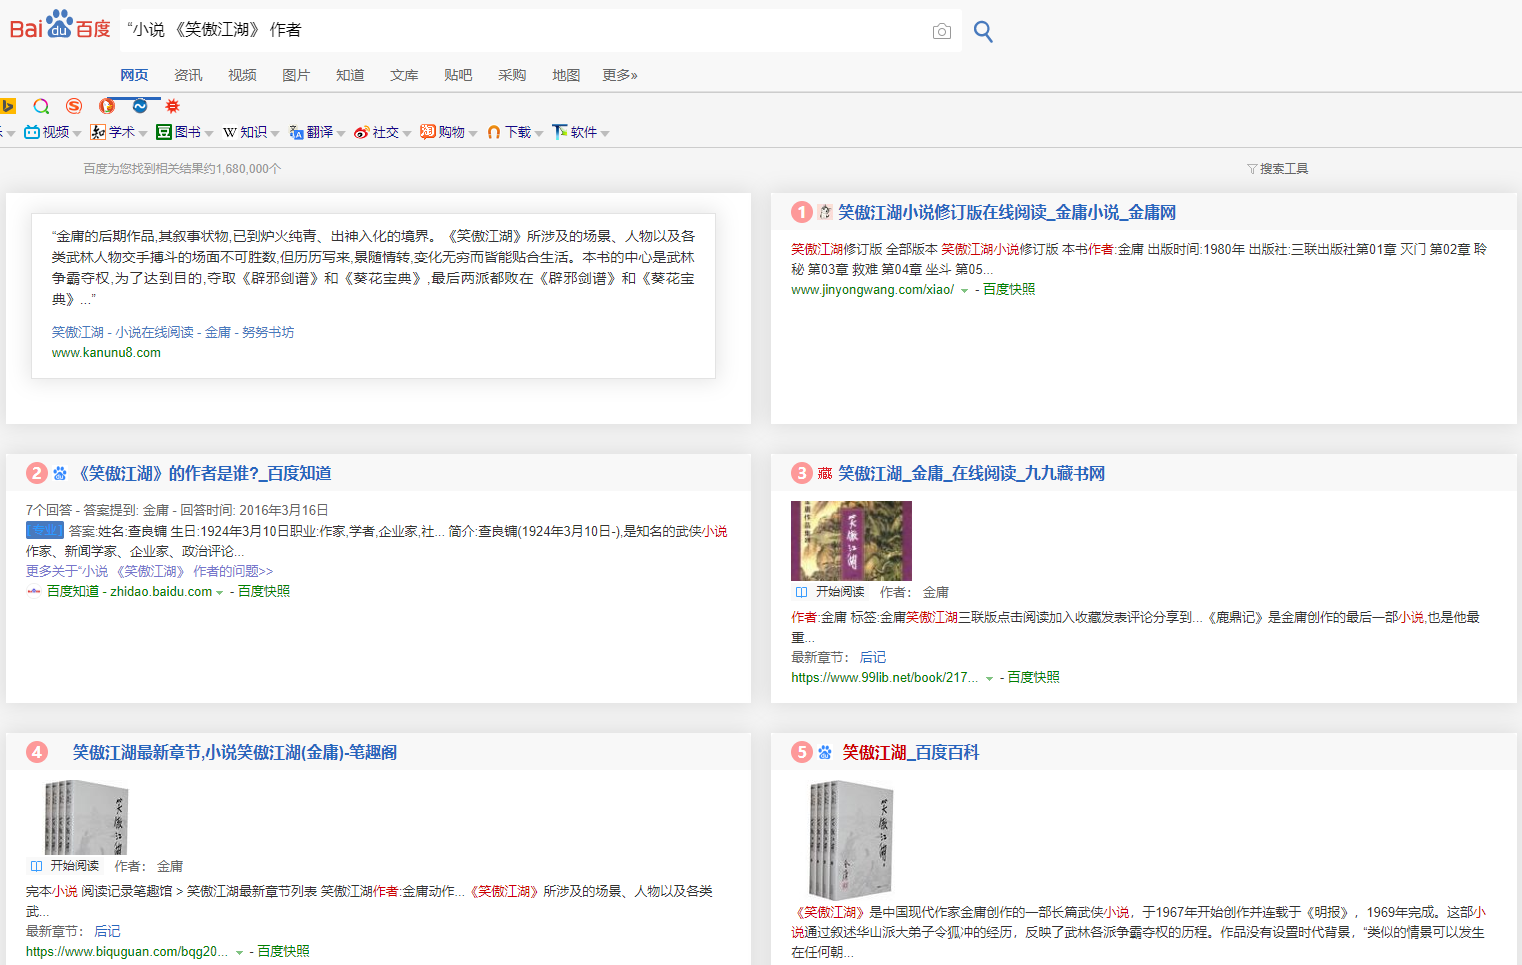 Bai du 百度
“小说 《笑傲江湖》 作者
网页 资讯 视频 图片 知道 文库 贴吧 采购 地图 更多»
视频 学术 图书 知识 翻译 社交 购物 下载 软件
百度为您找到相关结果约1,680,000个
搜索工具
“金庸的后期作品,其叙事状物,已到炉火纯青、出神入化的境界。《笑傲江湖》所涉及的场景、人物以及各
类武林人物交手搏斗的场面不可胜数,但历历写来,景随情转,变化无穷而皆能贴合生活。本书的中心是武林
争霸夺权,为了达到目的,夺取《辟邪剑谱》和《葵花宝典》,最后两派都败在《辟邪剑谱》和《葵花宝
典》...”
笑傲江湖 - 小说在线阅读 - 金庸 - 努努书坊
www.kanunu8.com
1 笑傲江湖小说修订版在线阅读_金庸小说_金庸网
笑傲江湖修订版 全部版本 笑傲江湖小说修订版 本书作者:金庸 出版时间:1980年 出版社:三联出版社第01章 灭门 第02章 聆
秘 第03章 救难 第04章 坐斗 第05...
www.jinyongwang.com/xiao/ - 百度快照
2 《笑傲江湖》的作者是谁?_百度知道
7个回答 - 答案提到: 金庸 - 回答时间: 2016年3月16日
[专业] 答案:姓名:查良镛 生日:1924年3月10日职业:作家,学者,企业家,社... 简介:查良镛(1924年3月10日-),是知名的武侠小说
作家、新闻学家、企业家、政治评论...
更多关于“小说 《笑傲江湖》 作者的问题>>
百度知道 - zhidao.baidu.com - 百度快照
3 藏 笑傲江湖_金庸_在线阅读_九九藏书网
笑傲江湖
开始阅读 作者： 金庸
作者:金庸 标签:金庸笑傲江湖三联版点击阅读加入收藏发表评论分享到...《鹿鼎记》是金庸创作的最后一部小说,也是他最
重...
最新章节： 后记
https://www.99lib.net/book/217... - 百度快照
4 笑傲江湖最新章节,小说笑傲江湖(金庸)-笔趣阁
笑傲江湖
开始阅读 作者： 金庸
完本小说 阅读记录笔趣馆 > 笑傲江湖最新章节列表 笑傲江湖作者:金庸动作...《笑傲江湖》所涉及的场景、人物以及各类
武...
最新章节： 后记
https://www.biquguan.com/bqg20... - 百度快照
5 笑傲江湖_百度百科
笑傲江湖
《笑傲江湖》是中国现代作家金庸创作的一部长篇武侠小说，于1967年开始创作并连载于《明报》，1969年完成。这部小
说通过叙述华山派大弟子令狐冲的经历，反映了武林各派争霸夺权的历程。作品没有设置时代背景，“类似的情景可以发生
在任何朝...